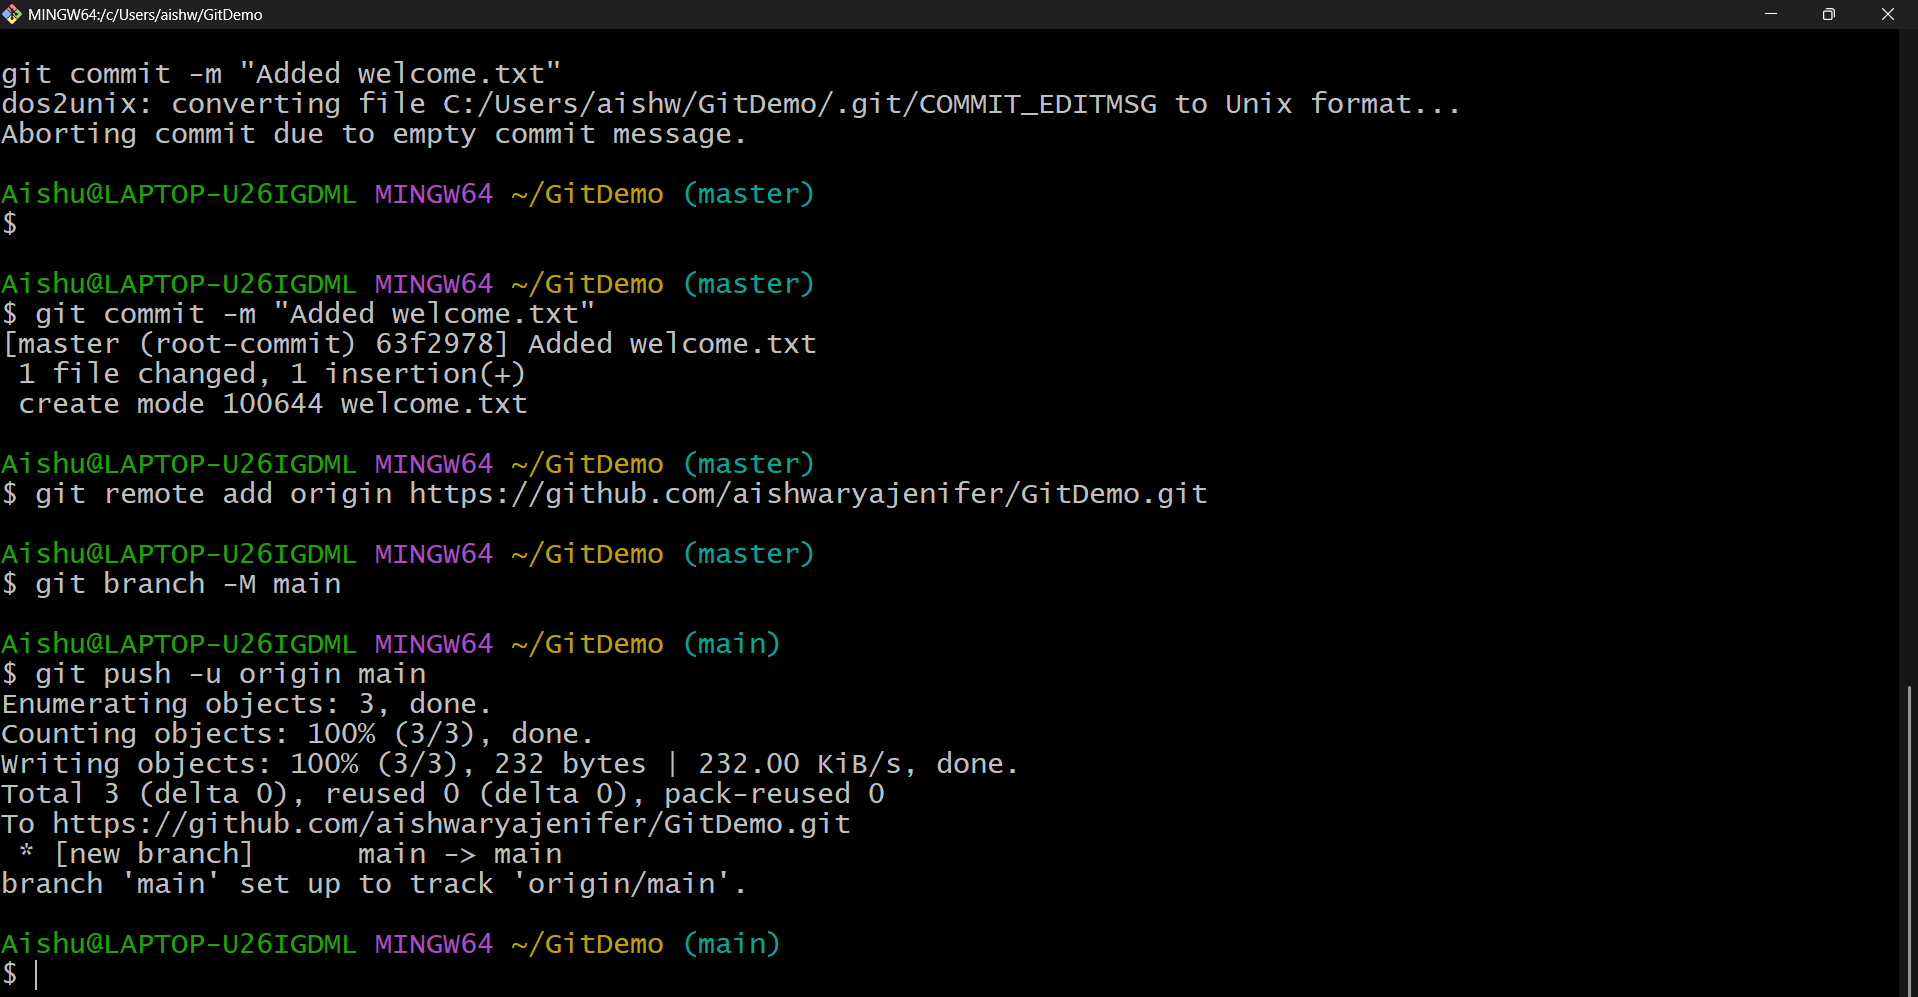 MINGW64:/c/Users/aishw/GitDemo
git commit -m "Added welcome.txt"
dos2unix: converting file C:/Users/aishw/GitDemo/.git/COMMIT_EDITMSG to Unix format...
Aborting commit due to empty commit message.
Aishu@LAPTOP-U26IGDML MINGW64 ~/GitDemo (master)
$
Aishu@LAPTOP-U26IGDML MINGW64 ~/GitDemo (master)
$ git commit -m "Added welcome.txt"
[master (root-commit) 63f2978] Added welcome.txt
 1 file changed, 1 insertion(+)
 create mode 100644 welcome.txt
Aishu@LAPTOP-U26IGDML MINGW64 ~/GitDemo (master)
$ git remote add origin https://github.com/aishwaryajenifer/GitDemo.git
Aishu@LAPTOP-U26IGDML MINGW64 ~/GitDemo (master)
$ git branch -M main
Aishu@LAPTOP-U26IGDML MINGW64 ~/GitDemo (main)
$ git push -u origin main
Enumerating objects: 3, done.
Counting objects: 100% (3/3), done.
Writing objects: 100% (3/3), 232 bytes | 232.00 KiB/s, done.
Total 3 (delta 0), reused 0 (delta 0), pack-reused 0
To https://github.com/aishwaryajenifer/GitDemo.git
 * [new branch]      main -> main
branch 'main' set up to track 'origin/main'.
Aishu@LAPTOP-U26IGDML MINGW64 ~/GitDemo (main)
$